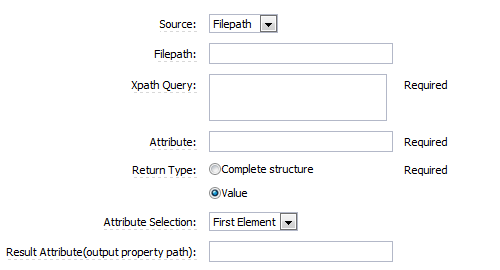 Source: Filepath
Filepath:
Xpath Query: Required
Attribute: Required
Return Type: Complete structure Required
Value
Attribute Selection: First Element
Result Attribute(output property path):